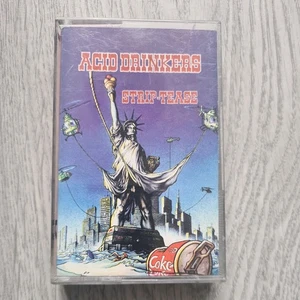 ACID DRINKERS
STRIP TEASE
Coke